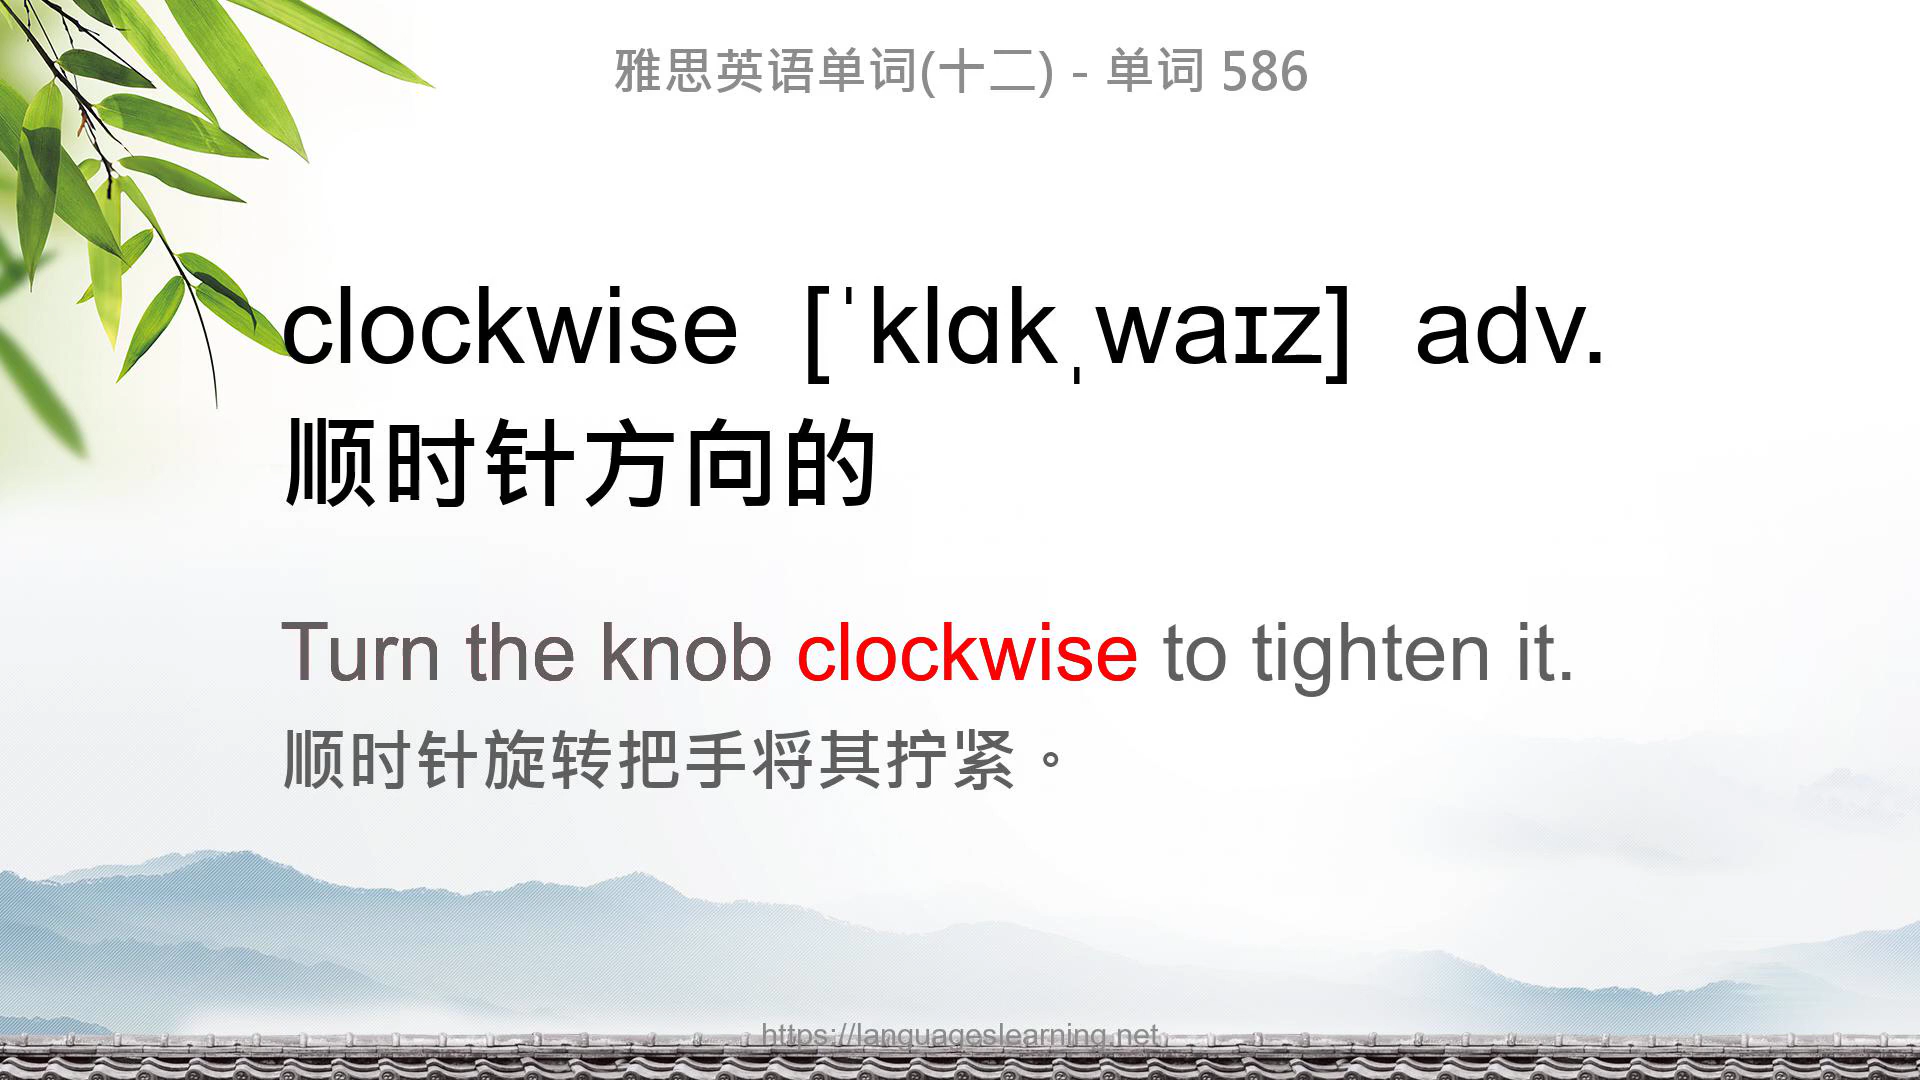 雅思英语单词(十二) - 单词 586
clockwise [ˈklɑkˌwaɪz] adv.
顺时针方向的
Turn the knob clockwise to tighten it.
顺时针旋转把手将其拧紧。
https://languageslearning.net